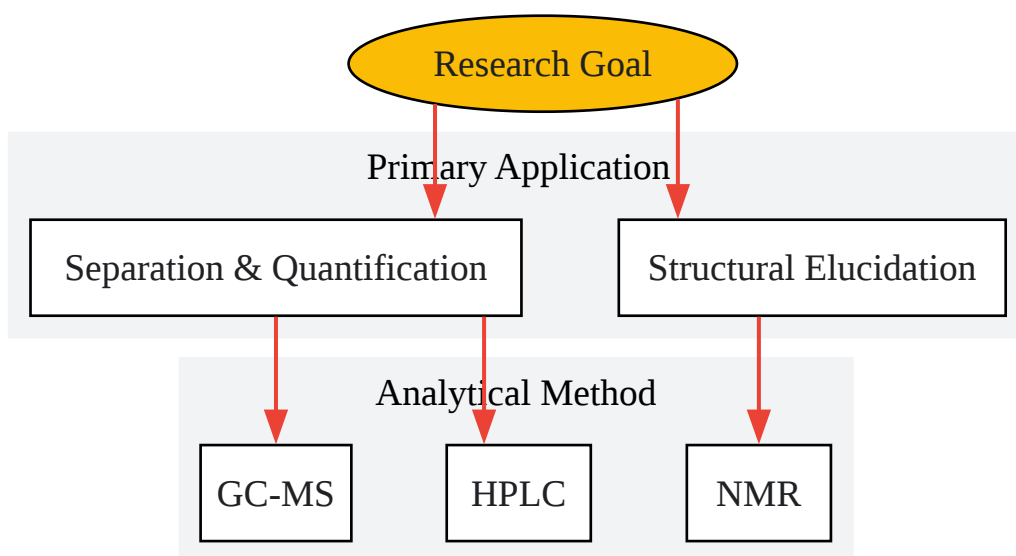 Research Goal
Primary Application
Separation & Quantification
Structural Elucidation
Analytical Method
GC-MS
HPLC
NMR